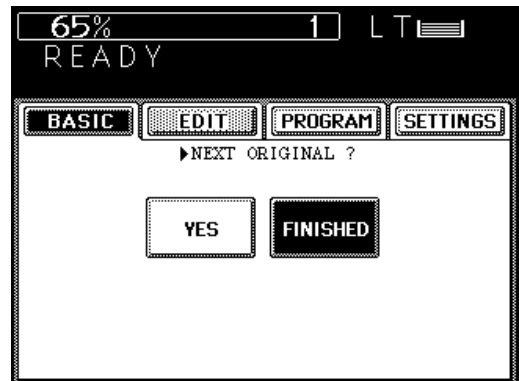 65% 1 LT
READY
BASIC EDIT PROGRAM SETTINGS
▶NEXT ORIGINAL ?
YES FINISHED